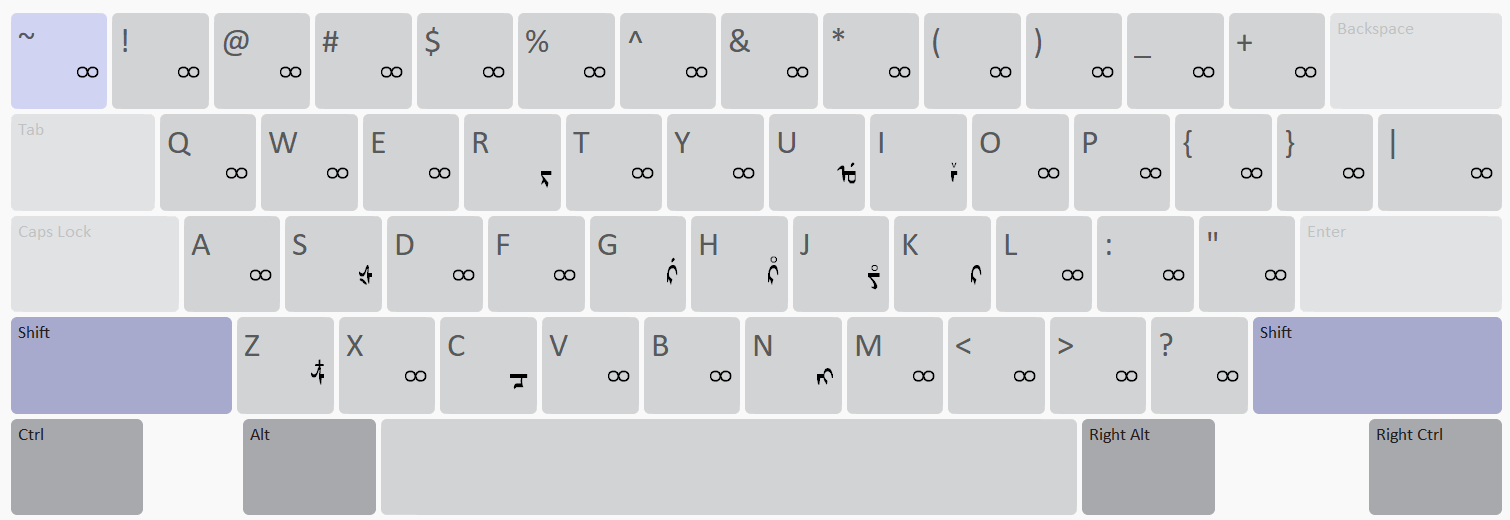 ~ ! @ # $ % ^ & * ( ) _ + Backspace
∞ ∞ ∞ ∞ ∞ ∞ ∞ ∞ ∞ ∞ ∞ ∞ ∞
Tab Q W E R T Y U I O P { } |
∞ ∞ ∞ ∞ ∞ ∞ ∞ ∞ ∞ ∞
Caps Lock A S D F G H J K L : " Enter
∞ ∞ ∞ ∞ ∞ ∞
Shift Z X C V B N M < > ? Shift
∞ ∞ ∞ ∞ ∞ ∞ ∞
Ctrl Alt Right Alt Right Ctrl